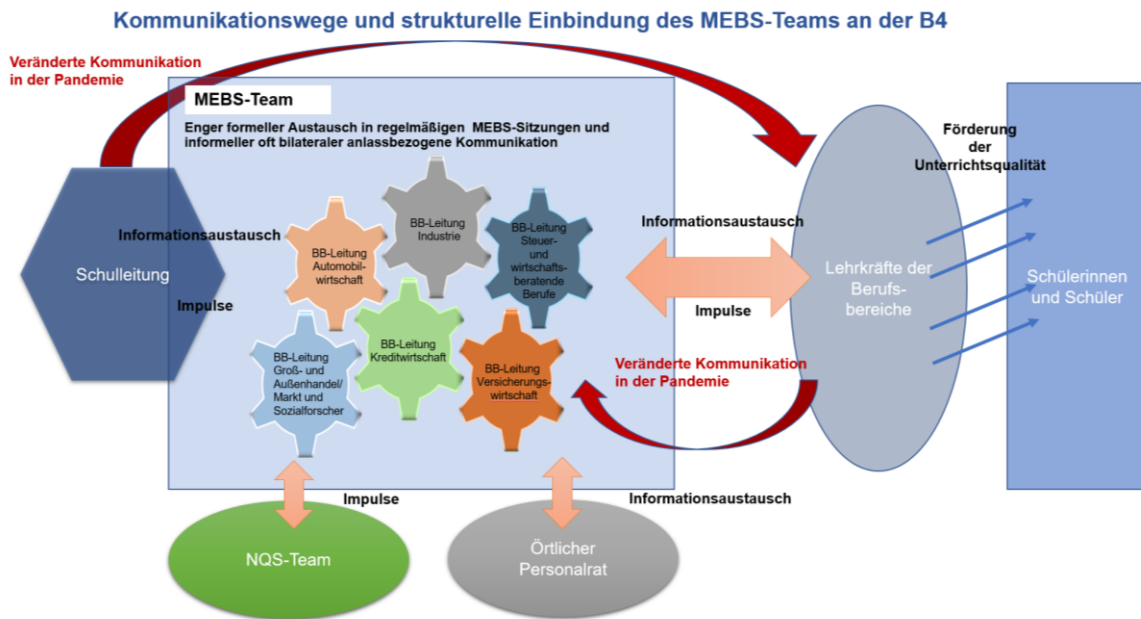 Kommunikationswege und strukturelle Einbindung des MEBS-Teams an der B4
Veränderte Kommunikation
in der Pandemie
MEBS-Team
Enger formeller Austausch in regelmäßigen MEBS-Sitzungen und
informeller oft bilateraler anlassbezogene Kommunikation
Schulleitung
Informationsaustausch
Impulse
BB-Leitung
Automobil-
wirtschaft
BB-Leitung
Industrie
BB-Leitung
Steuer-
und
wirtschafts-
beratende
Berufe
BB-Leitung
Groß- und
Außenhandel/
Markt und
Sozialforscher
BB-Leitung
Kreditwirtschaft
BB-Leitung
Versicherungs-
wirtschaft
Informationsaustausch
Impulse
Veränderte Kommunikation
in der Pandemie
Lehrkräfte der
Berufs-
bereiche
Förderung
der
Unterrichtsqualität
Schülerinnen
und Schüler
Impulse
NQS-Team
Informationsaustausch
Örtlicher
Personalrat